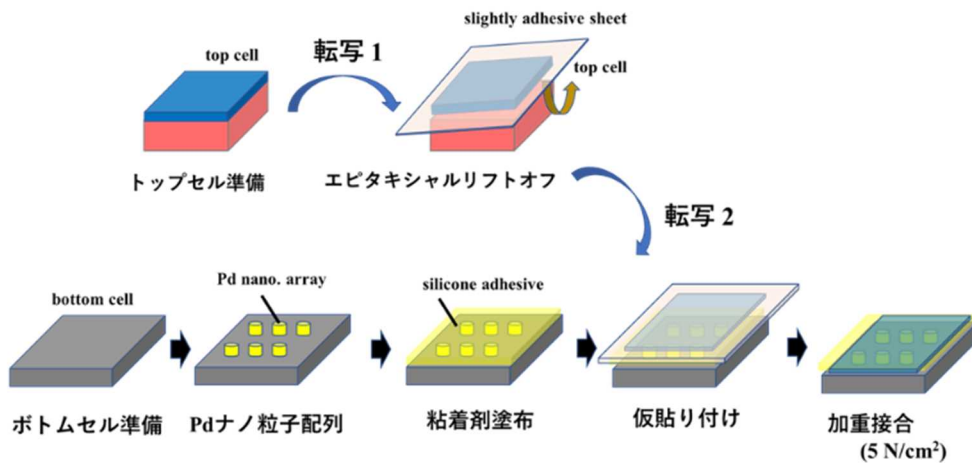 slightly adhesive sheet
top cell
転写 1
top cell
トップセル準備
エピタキシャルリフトオフ
転写 2
Pd nano. array
silicone adhesive
bottom cell
ボトムセル準備
Pdナノ粒子配列
粘着剤塗布
仮貼り付け
加重接合
(5 N/cm²)